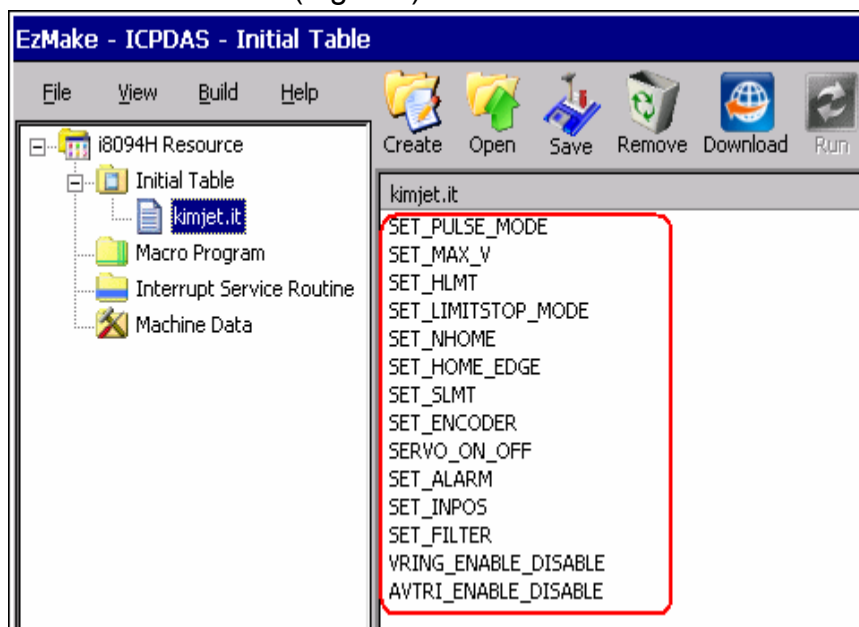 EzMake - ICPDAS - Initial Table
File View Build Help
Create Open Save Remove Download Run
i8094H Resource
Initial Table
kimjet.it
Macro Program
Interrupt Service Routine
Machine Data
kimjet.it
SET_PULSE_MODE
SET_MAX_V
SET_HLMT
SET_LIMITSTOP_MODE
SET_NHOME
SET_HOME_EDGE
SET_SLMT
SET_ENCODER
SERVO_ON_OFF
SET_ALARM
SET_INPOS
SET_FILTER
VRING_ENABLE_DISABLE
AVTRI_ENABLE_DISABLE